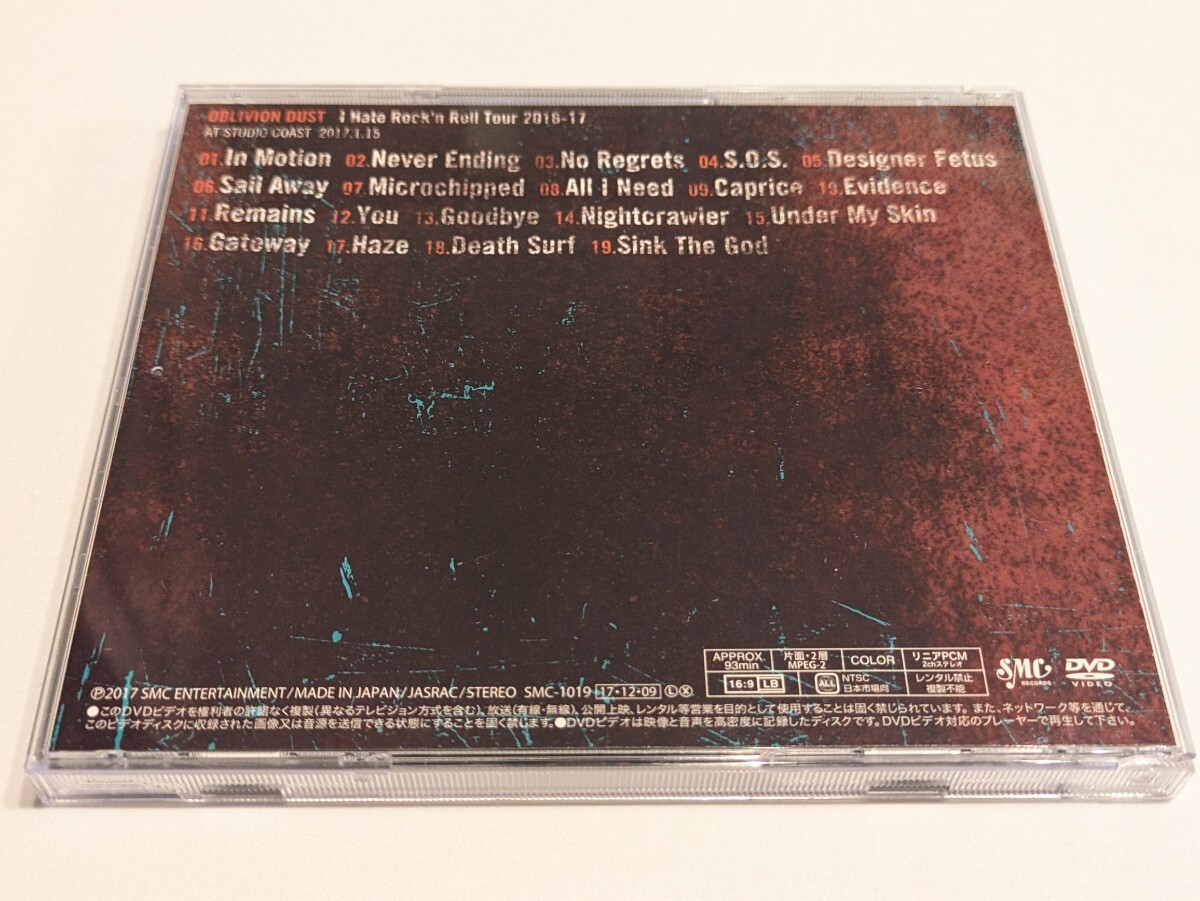 OBLIVION DUST I Hate Rock'n Roll Tour 2016-17
AT STUDIO COAST 2017.1.15
01.In Motion 02.Never Ending 03.No Regrets 04.S.O.S. 05.Designer Fetus
06.Sail Away 07.Microchipped 08.All I Need 09.Caprice 10.Evidence
11.Remains 12.You 13.Goodbye 14.Nightcrawler 15.Under My Skin
16.Gateway 17.Haze 18.Death Surf 19.Sink The God
APPROX. 93min 片面・2層 MPEG-2 COLOR リニアPCM 2chステレオ
16:9 LB ALL NTSC 日本市場向 レンタル禁止 複製不能
SMC RECORDS DVD VIDEO
Ⓟ2017 SMC ENTERTAINMENT/MADE IN JAPAN/JASRAC/STEREO SMC-1019 17・12・09 Ⓛ Ⓧ
●このDVDビデオを権利者の許諾なく複製(異なるテレビジョン方式を含む)、放送(有線・無線)、公開上映、レンタル等営業を目的として使用することは固く禁じられています。また、ネットワーク等を通じて、
このビデオディスクに収録された画像又は音源を送信できる状態にすることを固く禁じます。●DVDビデオは映像と音声を高密度に記録したディスクです。DVDビデオ対応のプレーヤーで再生して下さい。